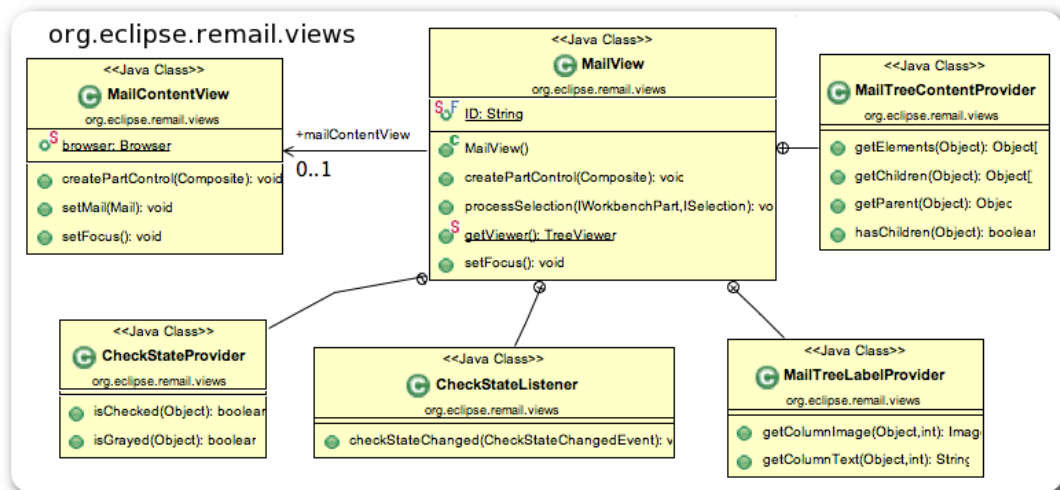 org.eclipse.remail.views
<<Java Class>>
C MailContentView
org.eclipse.remail.views
S browser: Browser
createPartControl(Composite): void
setMail(Mail): void
setFocus(): void
+mailContentView
0..1
<<Java Class>>
C MailView
org.eclipse.remail.views
S F ID: String
C MailView()
createPartControl(Composite): voic
processSelection(IWorkbenchPart,ISelection): vo
S getViewer(): TreeViewer
setFocus(): void
<<Java Class>>
C MailTreeContentProvider
org.eclipse.remail.views
getElements(Object): Object[
getChildren(Object): Object[
getParent(Object): Objec
hasChildren(Object): boolear
<<Java Class>>
C CheckStateProvider
org.eclipse.remail.views
isChecked(Object): boolear
isGrayed(Object): boolear
<<Java Class>>
C CheckStateListener
org.eclipse.remail.views
checkStateChanged(CheckStateChangedEvent): v
<<Java Class>>
C MailTreeLabelProvider
org.eclipse.remail.views
getColumnImage(Object,int): Imag
getColumnText(Object,int): String